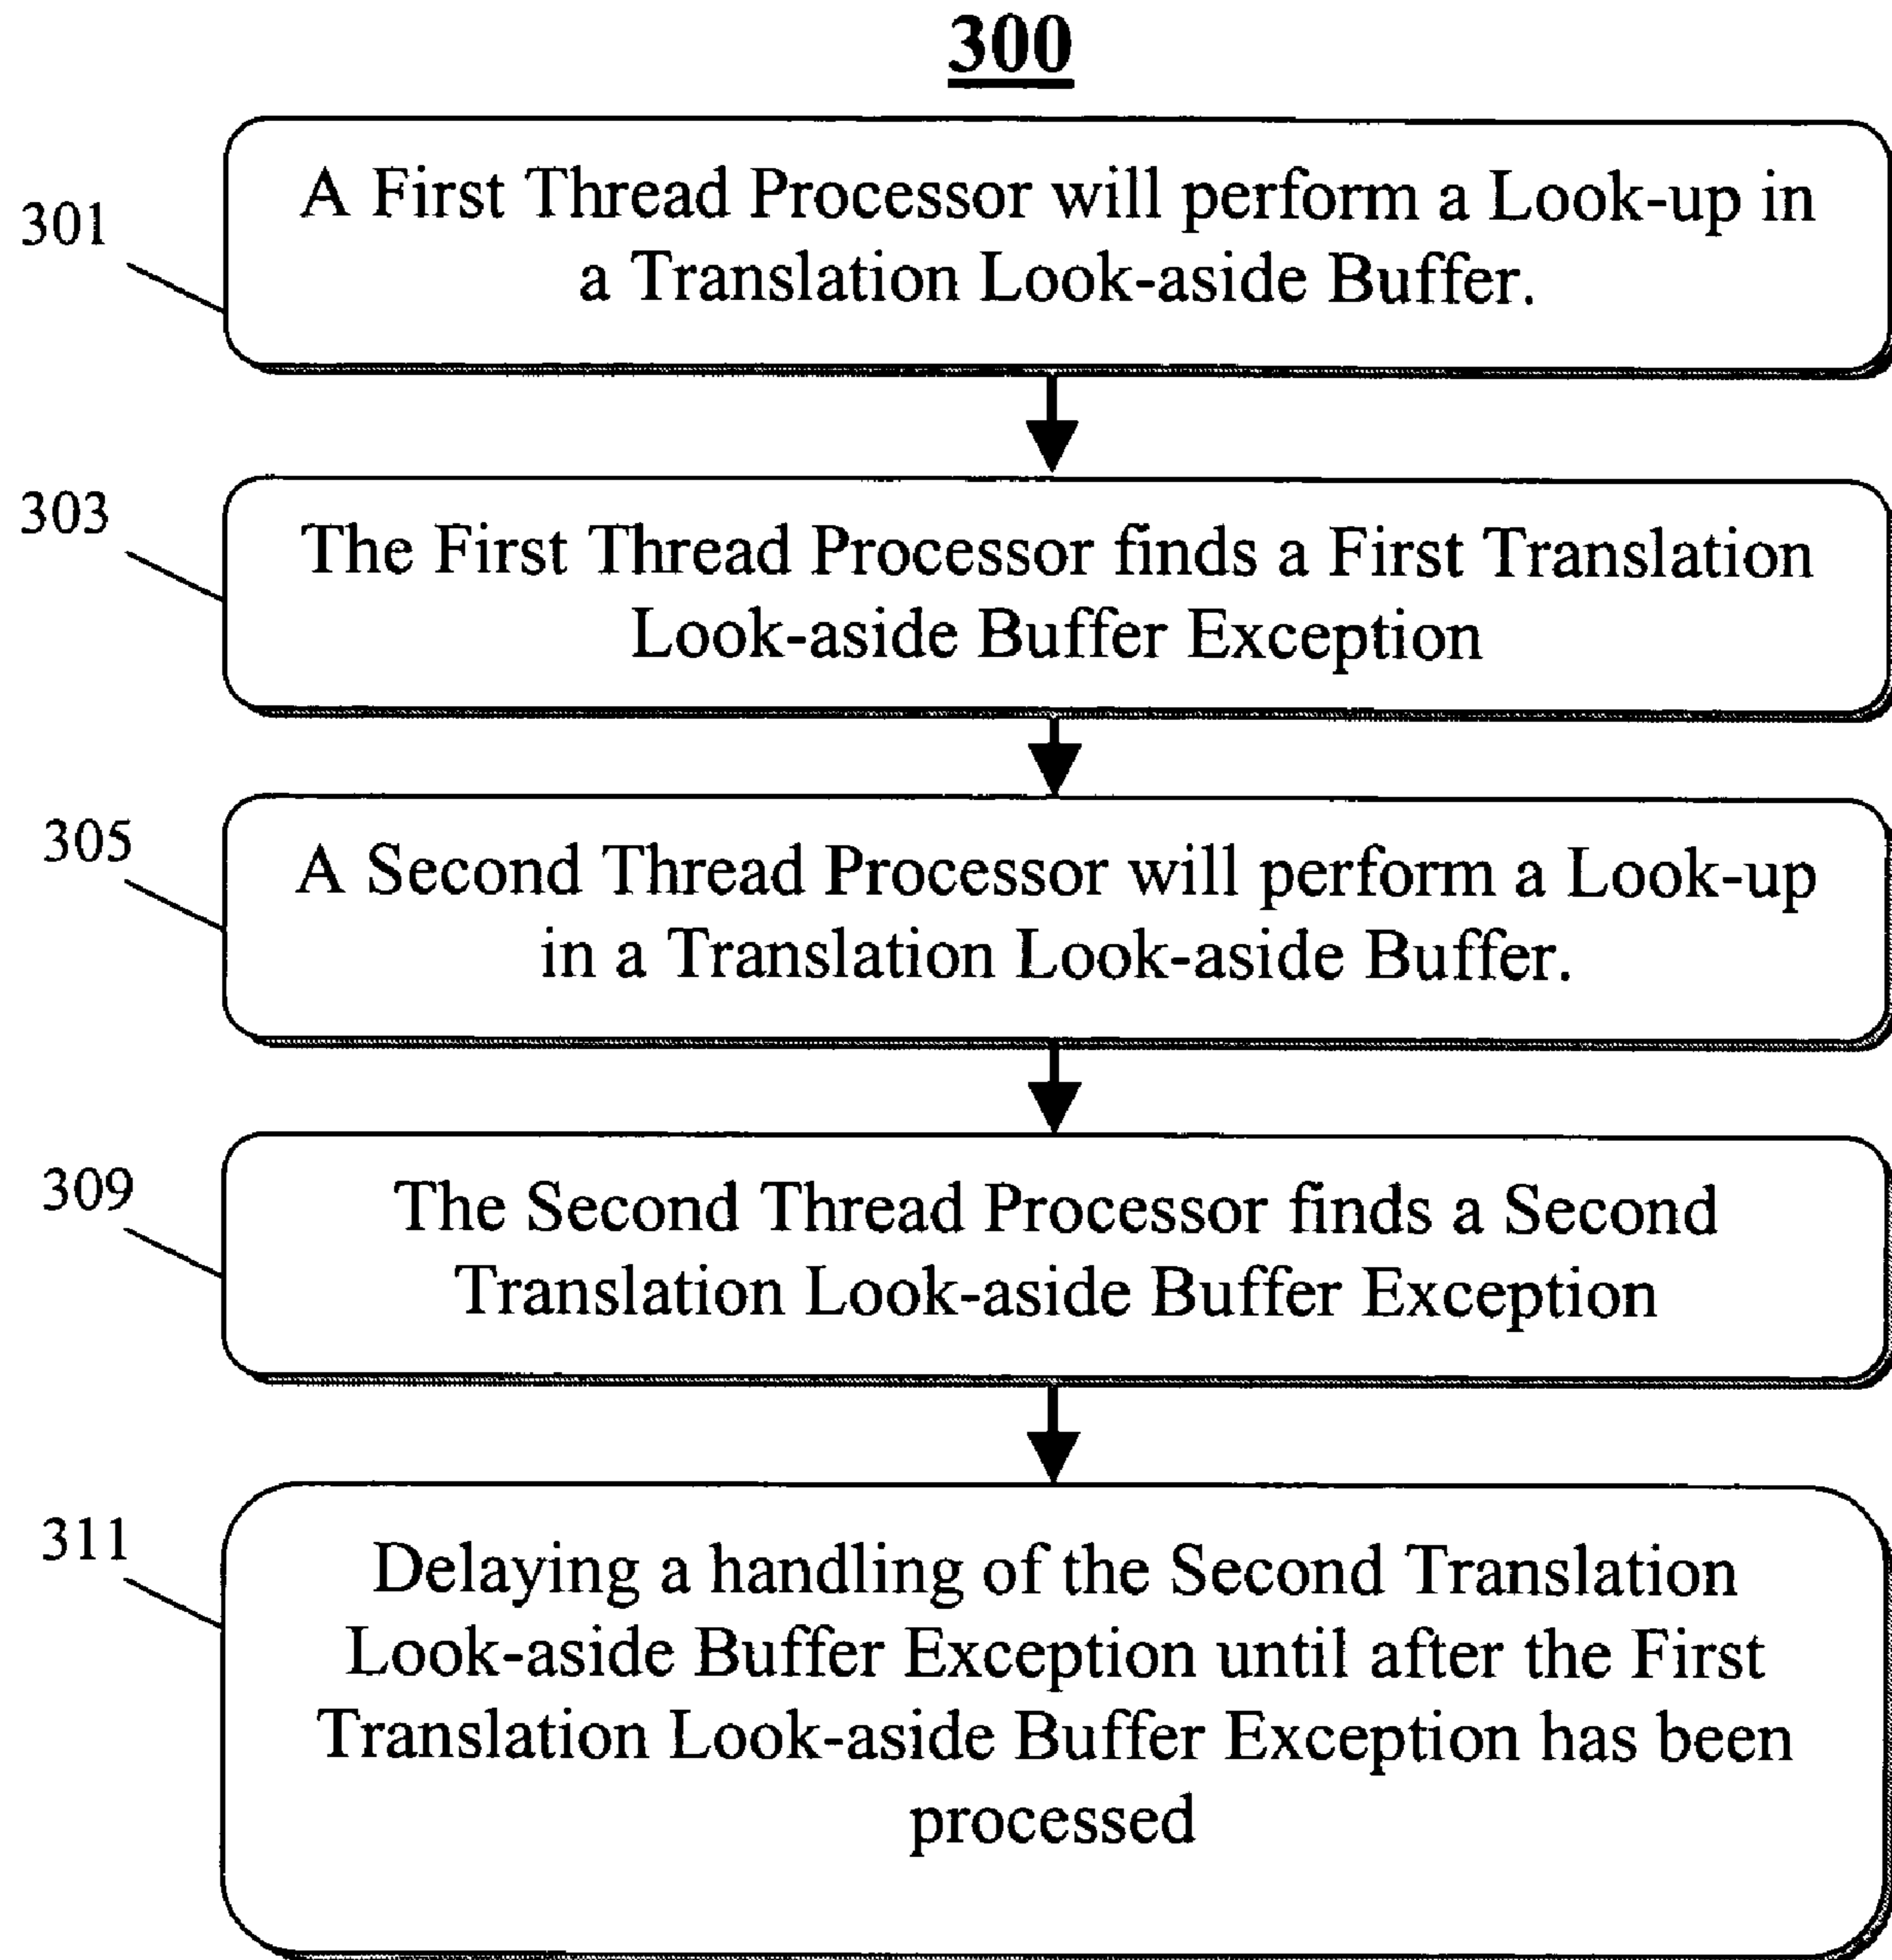 300
301
A First Thread Processor will perform a Look-up in
a Translation Look-aside Buffer.
303
The First Thread Processor finds a First Translation
Look-aside Buffer Exception
305
A Second Thread Processor will perform a Look-up
in a Translation Look-aside Buffer.
309
The Second Thread Processor finds a Second
Translation Look-aside Buffer Exception
311
Delaying a handling of the Second Translation
Look-aside Buffer Exception until after the First
Translation Look-aside Buffer Exception has been
processed